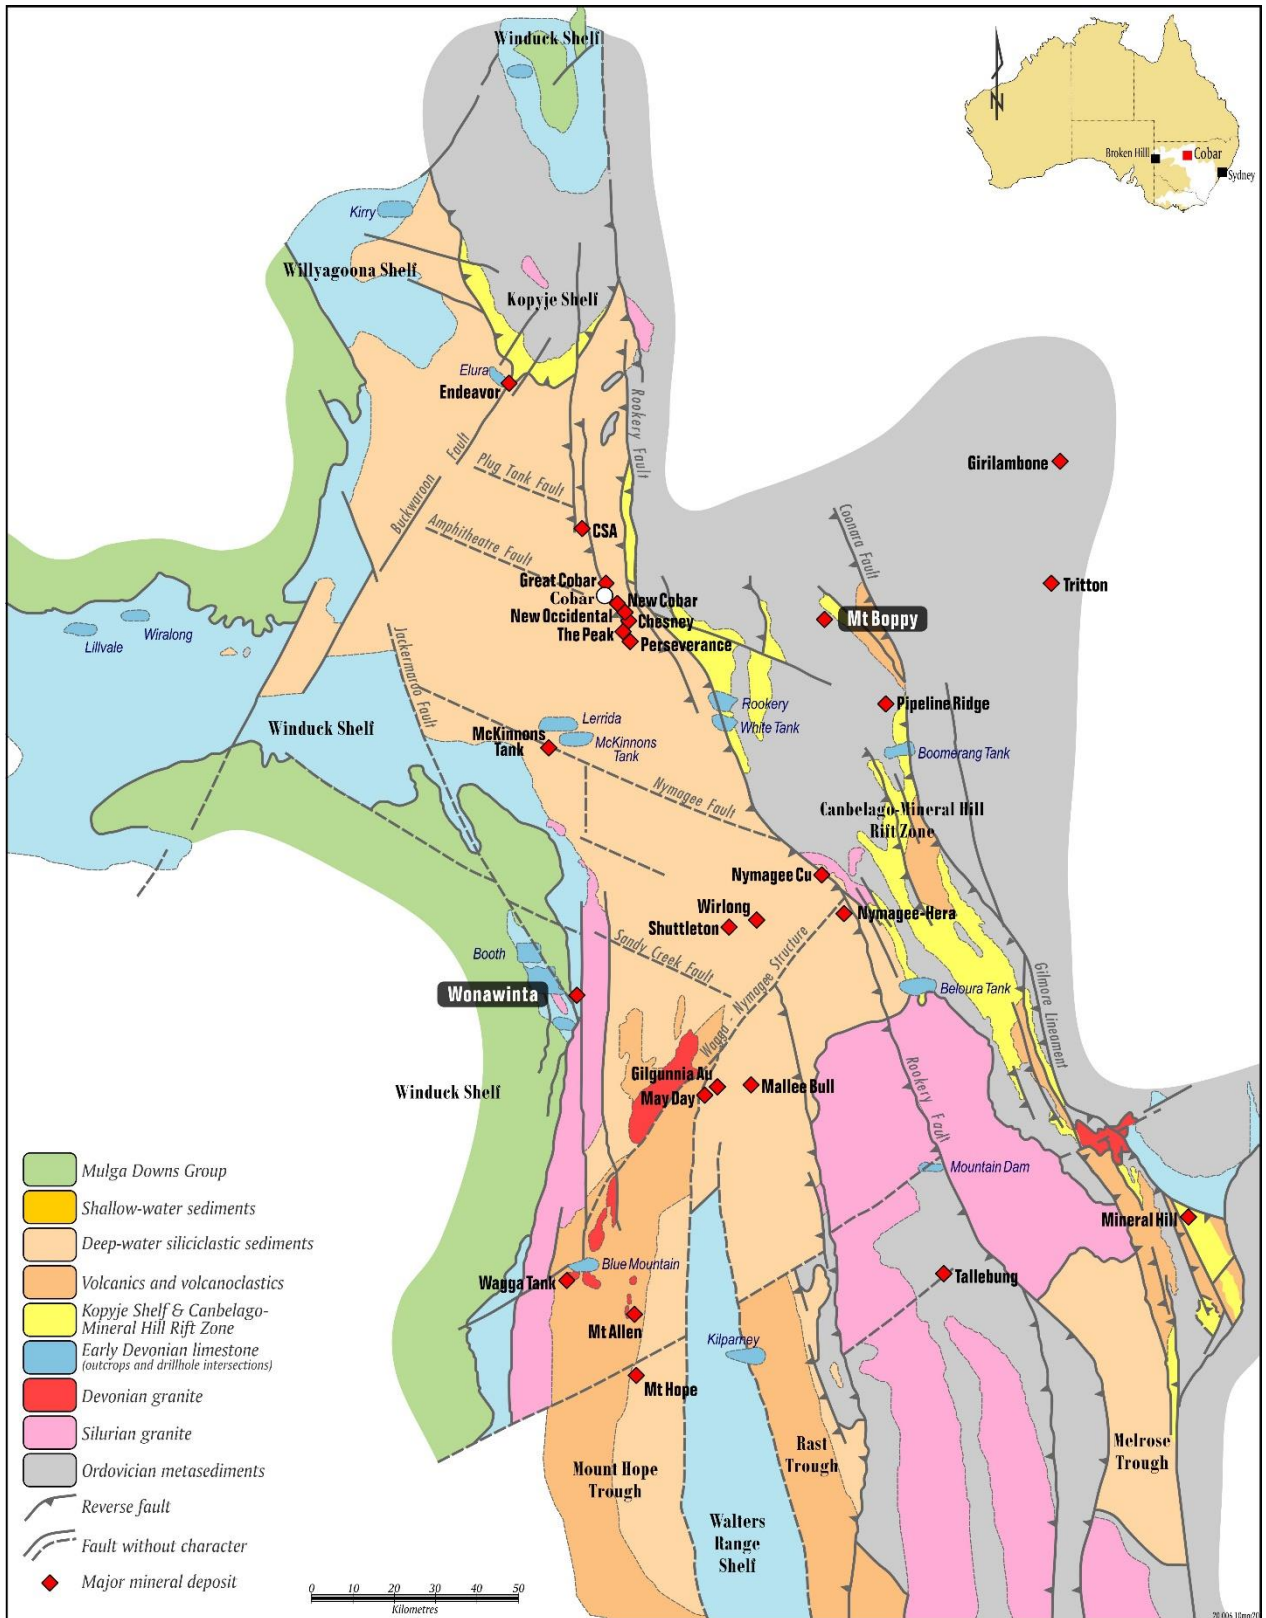 Winduck Shelf
N
Broken Hilll
Cobar
Sydney
Kirry
Willyagoona Shelf
Kopyje Shelf
Elura
Endeavor
Rookery Fault
Girilambone
Buckwaroon Fault
Plug Tank Fault
Coonara Fault
CSA
Amphitheatre Fault
Great Cobar
Cobar
Tritton
New Cobar
New Occidental
Chesney
Mt Boppy
The Peak
Perseverance
Wiralong
Lillvale
Jackermaroo Fault
Rookery
Pipeline Ridge
White Tank
Lerrida
Winduck Shelf
McKinnons
Tank
McKinnons
Tank
Boomerang Tank
Nymagee Fault
Canbelago-Mineral Hill
Rift Zone
Nymagee Cu
Wirlong
Nymagee-Hera
Shuttleton
Sandy Creek Fault
Booth
Wonawinta
Beloura Tank
Wagga - Nymagee Structure
Gilmore Lineament
Gilgunnia Au
Winduck Shelf
May Day
Mallee Bull
Rookery Fault
Mountain Dam
Mineral Hill
Blue Mountain
Wagga Tank
Tallebung
Mt Allen
Kilparney
Mt Hope
Mount Hope
Trough
Rast
Trough
Melrose
Trough
Walters
Range
Shelf
Mulga Downs Group
Shallow-water sediments
Deep-water siliciclastic sediments
Volcanics and volcanoclastics
Kopyje Shelf & Canbelago-
Mineral Hill Rift Zone
Early Devonian limestone
(outcrops and drillhole intersections)
Devonian granite
Silurian granite
Ordovician metasediments
Reverse fault
Fault without character
Major mineral deposit
0 10 20 30 40 50
Kilometres